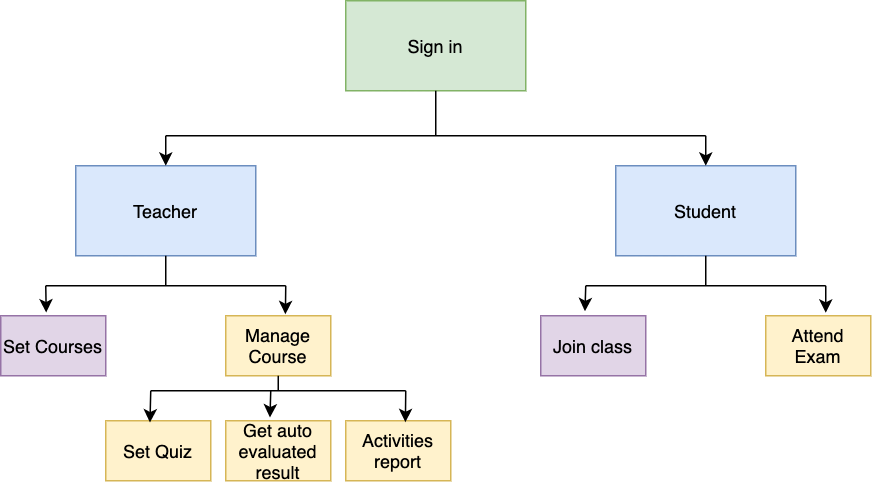 Sign in
Teacher
Student
Set Courses
Manage
Course
Join class
Attend
Exam
Set Quiz
Get auto
evaluated
result
Activities
report